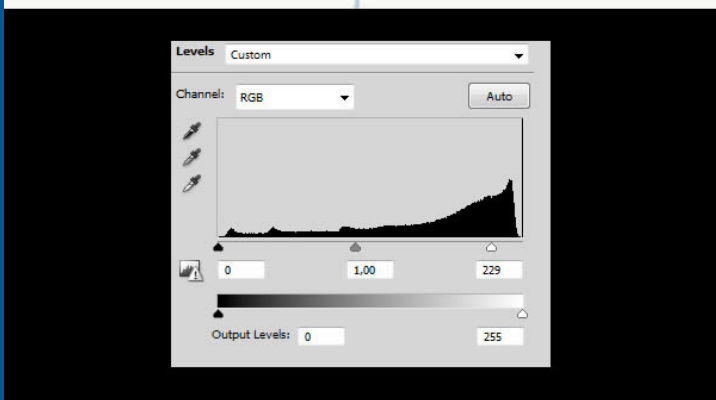 Levels Custom
Channel: RGB Auto
0 1,00 229
Output Levels: 0 255